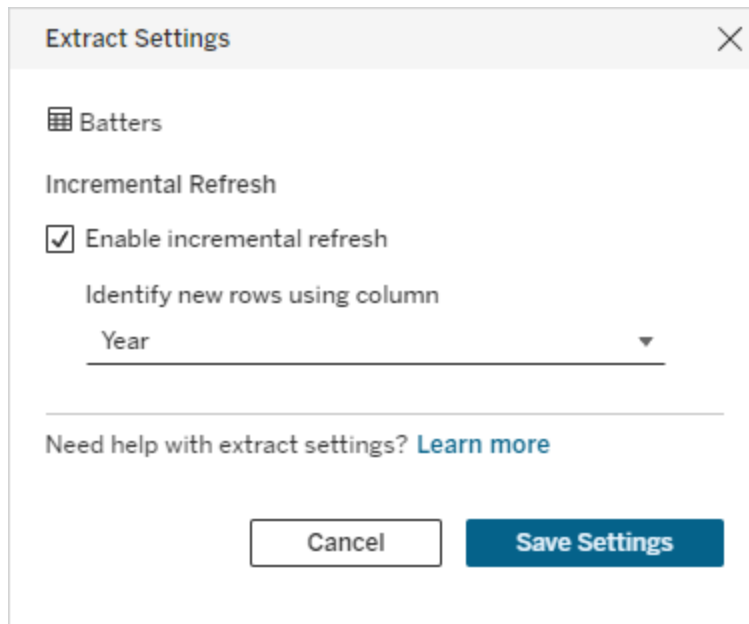 Extract Settings
Batters
Incremental Refresh
Enable incremental refresh
Identify new rows using column
Year
Need help with extract settings? Learn more
Cancel Save Settings